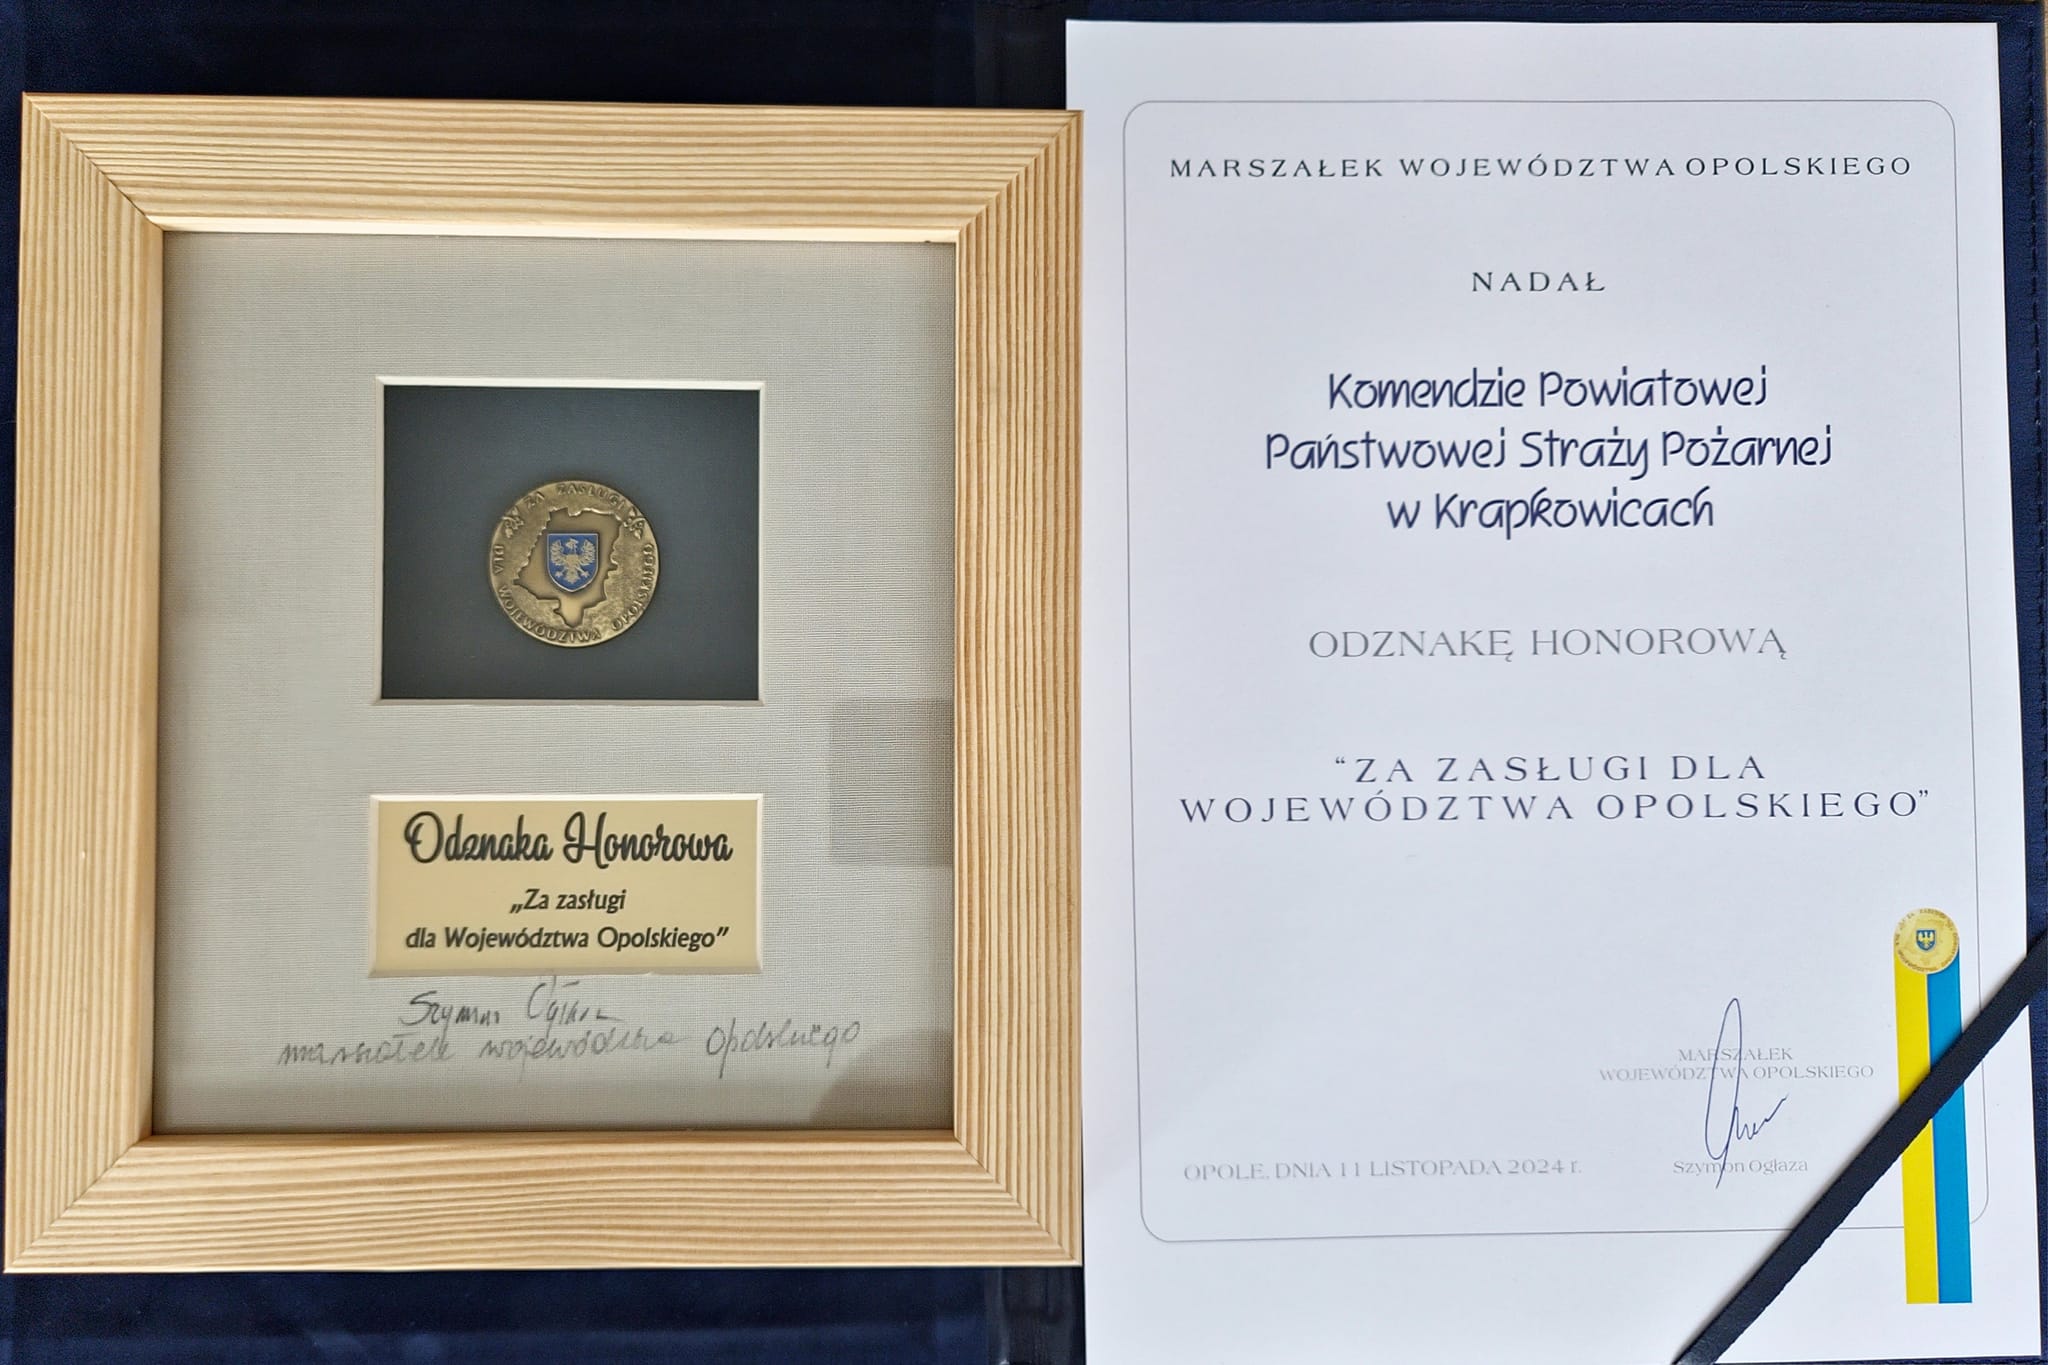 ZA ZASŁUGI
DLA WOJEWÓDZTWA OPOLSKIEGO
Odznaka Honorowa
„Za zasługi
dla Województwa Opolskiego”
Szymon Ogłaza
marszałek województwa opolskiego
MARSZAŁEK WOJEWÓDZTWA OPOLSKIEGO
NADAŁ
Komendzie Powiatowej
Państwowej Straży Pożarnej
w Krapkowicach
ODZNAKĘ HONOROWĄ
“ZA ZASŁUGI DLA
WOJEWÓDZTWA OPOLSKIEGO”
MARSZAŁEK
WOJEWÓDZTWA OPOLSKIEGO
Szymon Ogłaza
OPOLE, DNIA 11 LISTOPADA 2024 r.